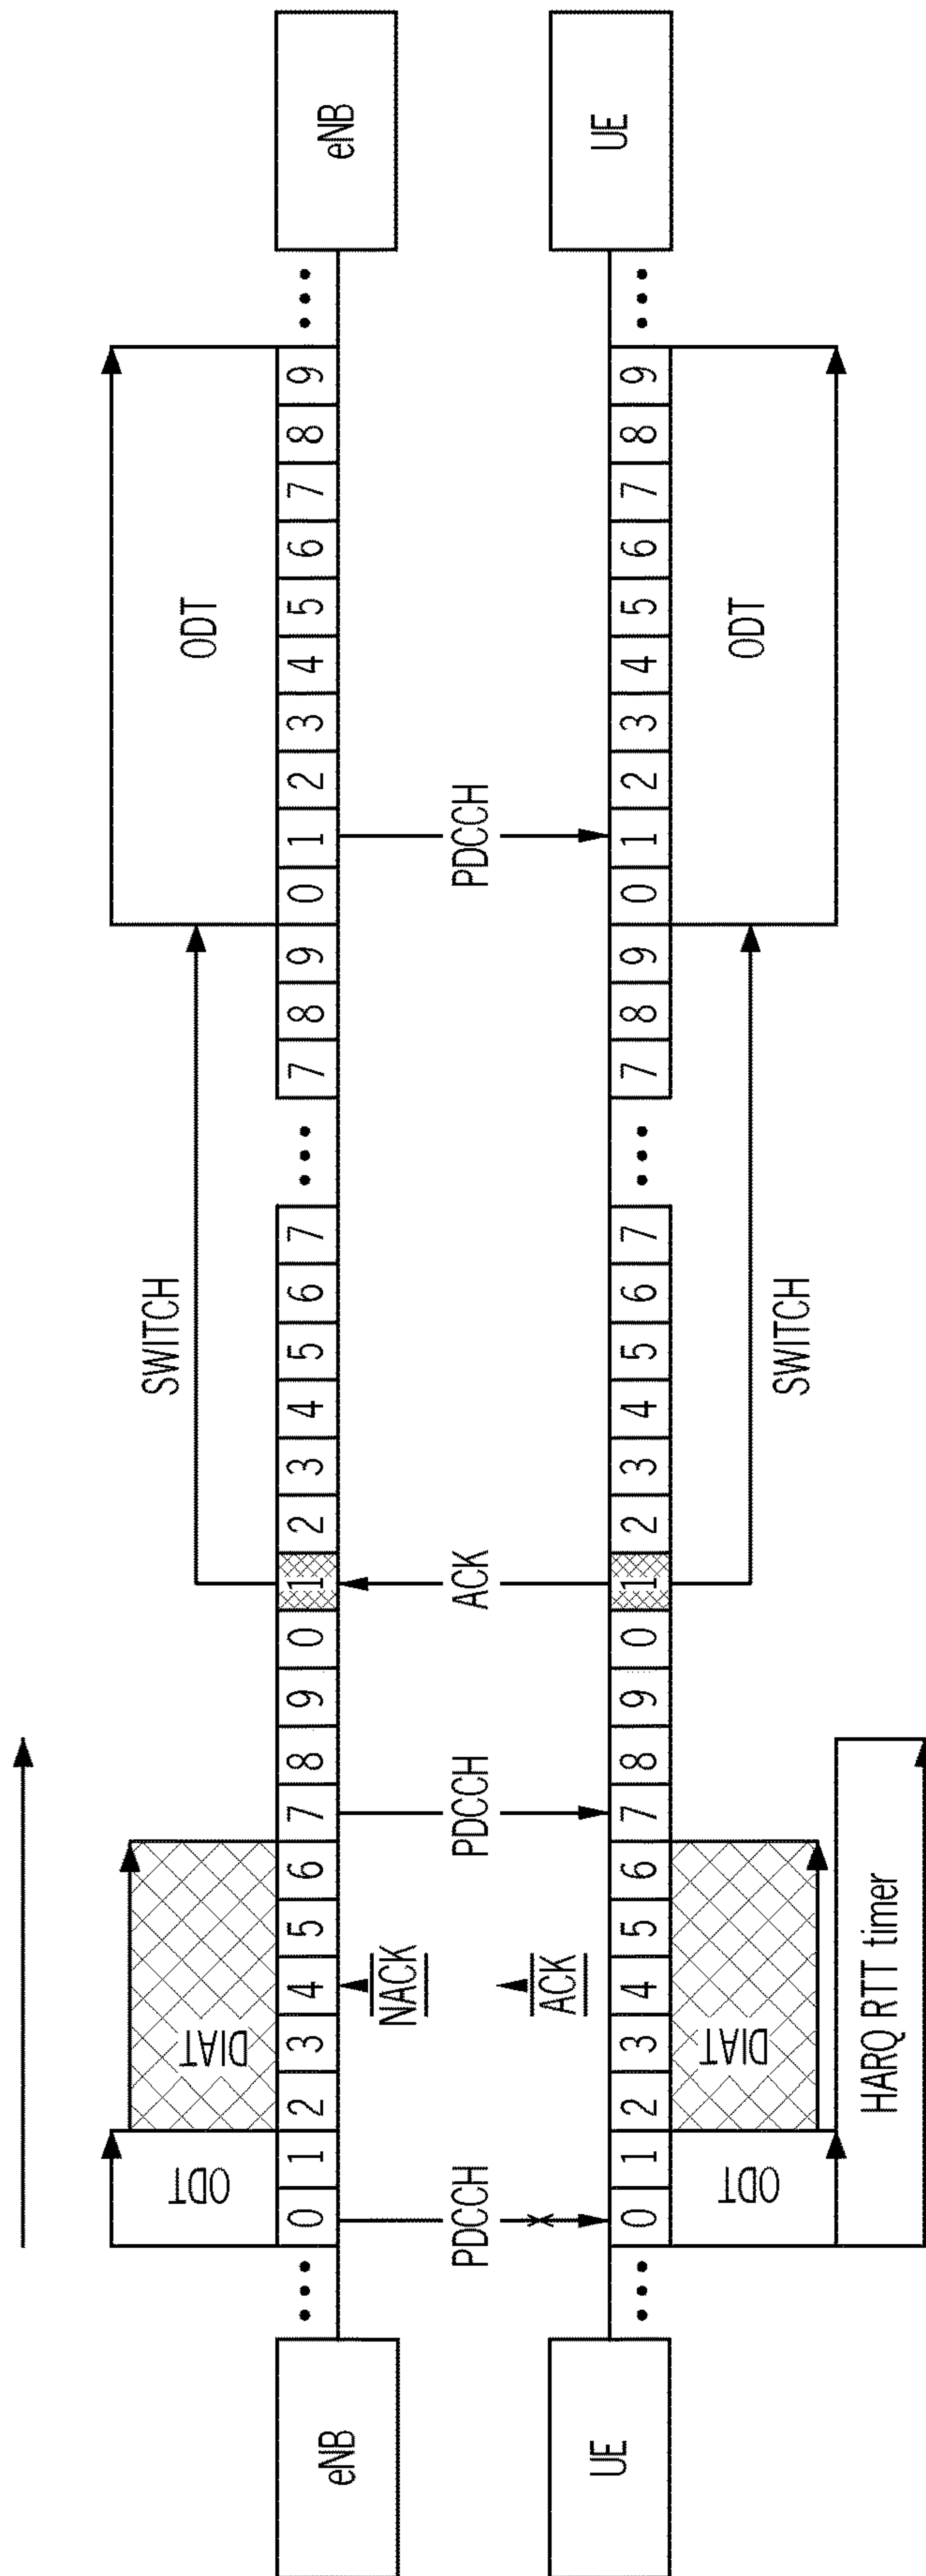 SWITCH
ODT DIAT ODT
eNB ... 0 1 2 3 4 5 6 7 8 9 0 1 2 3 4 5 6 7 ... 7 8 9 0 1 2 3 4 5 6 7 8 9 ... eNB
NACK
PDCCH PDCCH ACK PDCCH
ACK
UE ... 0 1 2 3 4 5 6 7 8 9 0 1 2 3 4 5 6 7 ... 7 8 9 0 1 2 3 4 5 6 7 8 9 ... UE
ODT DIAT ODT
SWITCH
HARQ RTT timer